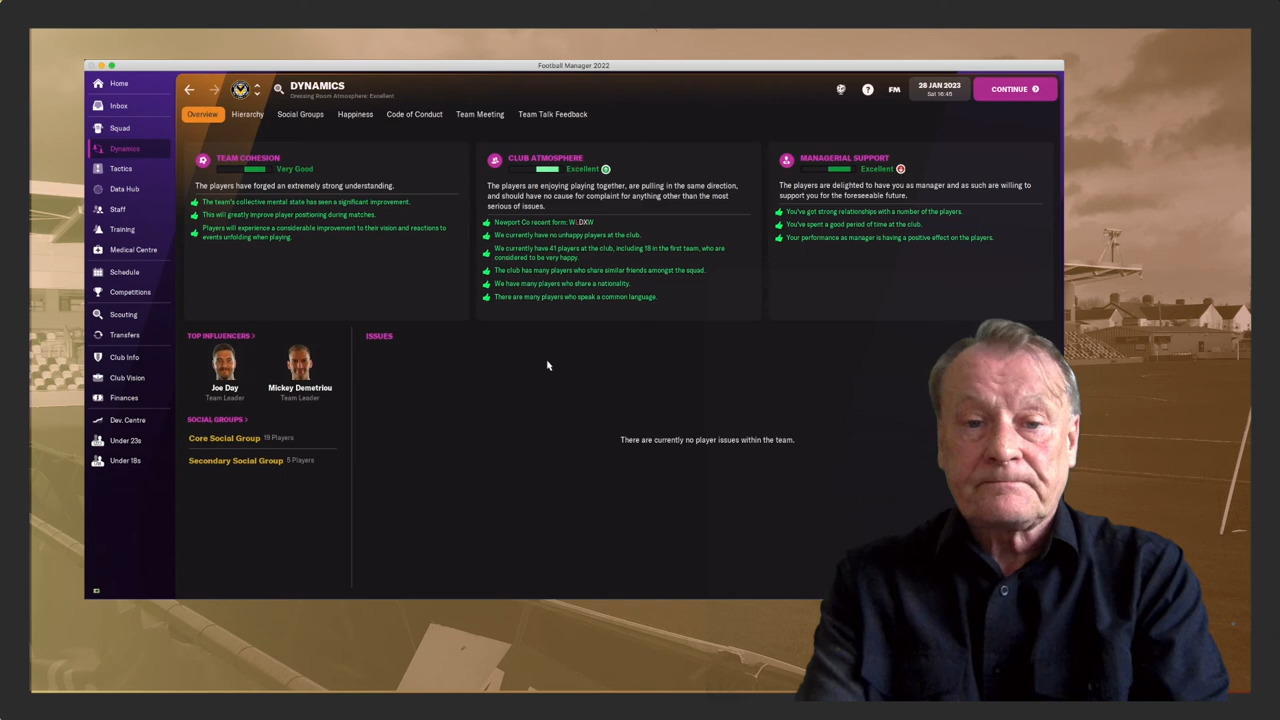 Football Manager 2022
Home
Inbox
Squad
Dynamics
Tactics
Data Hub
Staff
Training
Medical Centre
Schedule
Competitions
Scouting
Transfers
Club Info
Club Vision
Finances
Dev. Centre
Under 23s
Under 18s
DYNAMICS
Dressing Room Atmosphere: Excellent
FM
28 JAN 2023
Sat 16:45
CONTINUE
Overview Hierarchy Social Groups Happiness Code of Conduct Team Meeting Team Talk Feedback
TEAM COHESION
Very Good
The players have forged an extremely strong understanding.
The team's collective mental state has seen a significant improvement.
This will greatly improve player positioning during matches.
Players will experience a considerable improvement to their vision and reactions to
events unfolding when playing.
CLUB ATMOSPHERE
Excellent
The players are enjoying playing together, are pulling in the same direction,
and should have no cause for complaint for anything other than the most
serious of issues.
Newport Co recent form: WLDXW
We currently have no unhappy players at the club.
We currently have 41 players at the club, including 18 in the first team, who are
considered to be very happy.
The club has many players who share similar friends amongst the squad.
We have many players who share a nationality.
There are many players who speak a common language.
MANAGERIAL SUPPORT
Excellent
The players are delighted to have you as manager and as such are willing to
support you for the foreseeable future.
You've got strong relationships with a number of the players.
You've spent a good period of time at the club.
Your performance as manager is having a positive effect on the players.
TOP INFLUENCERS >
Joe Day
Team Leader
Mickey Demetriou
Team Leader
SOCIAL GROUPS >
Core Social Group 19 Players
Secondary Social Group 5 Players
ISSUES
There are currently no player issues within the team.